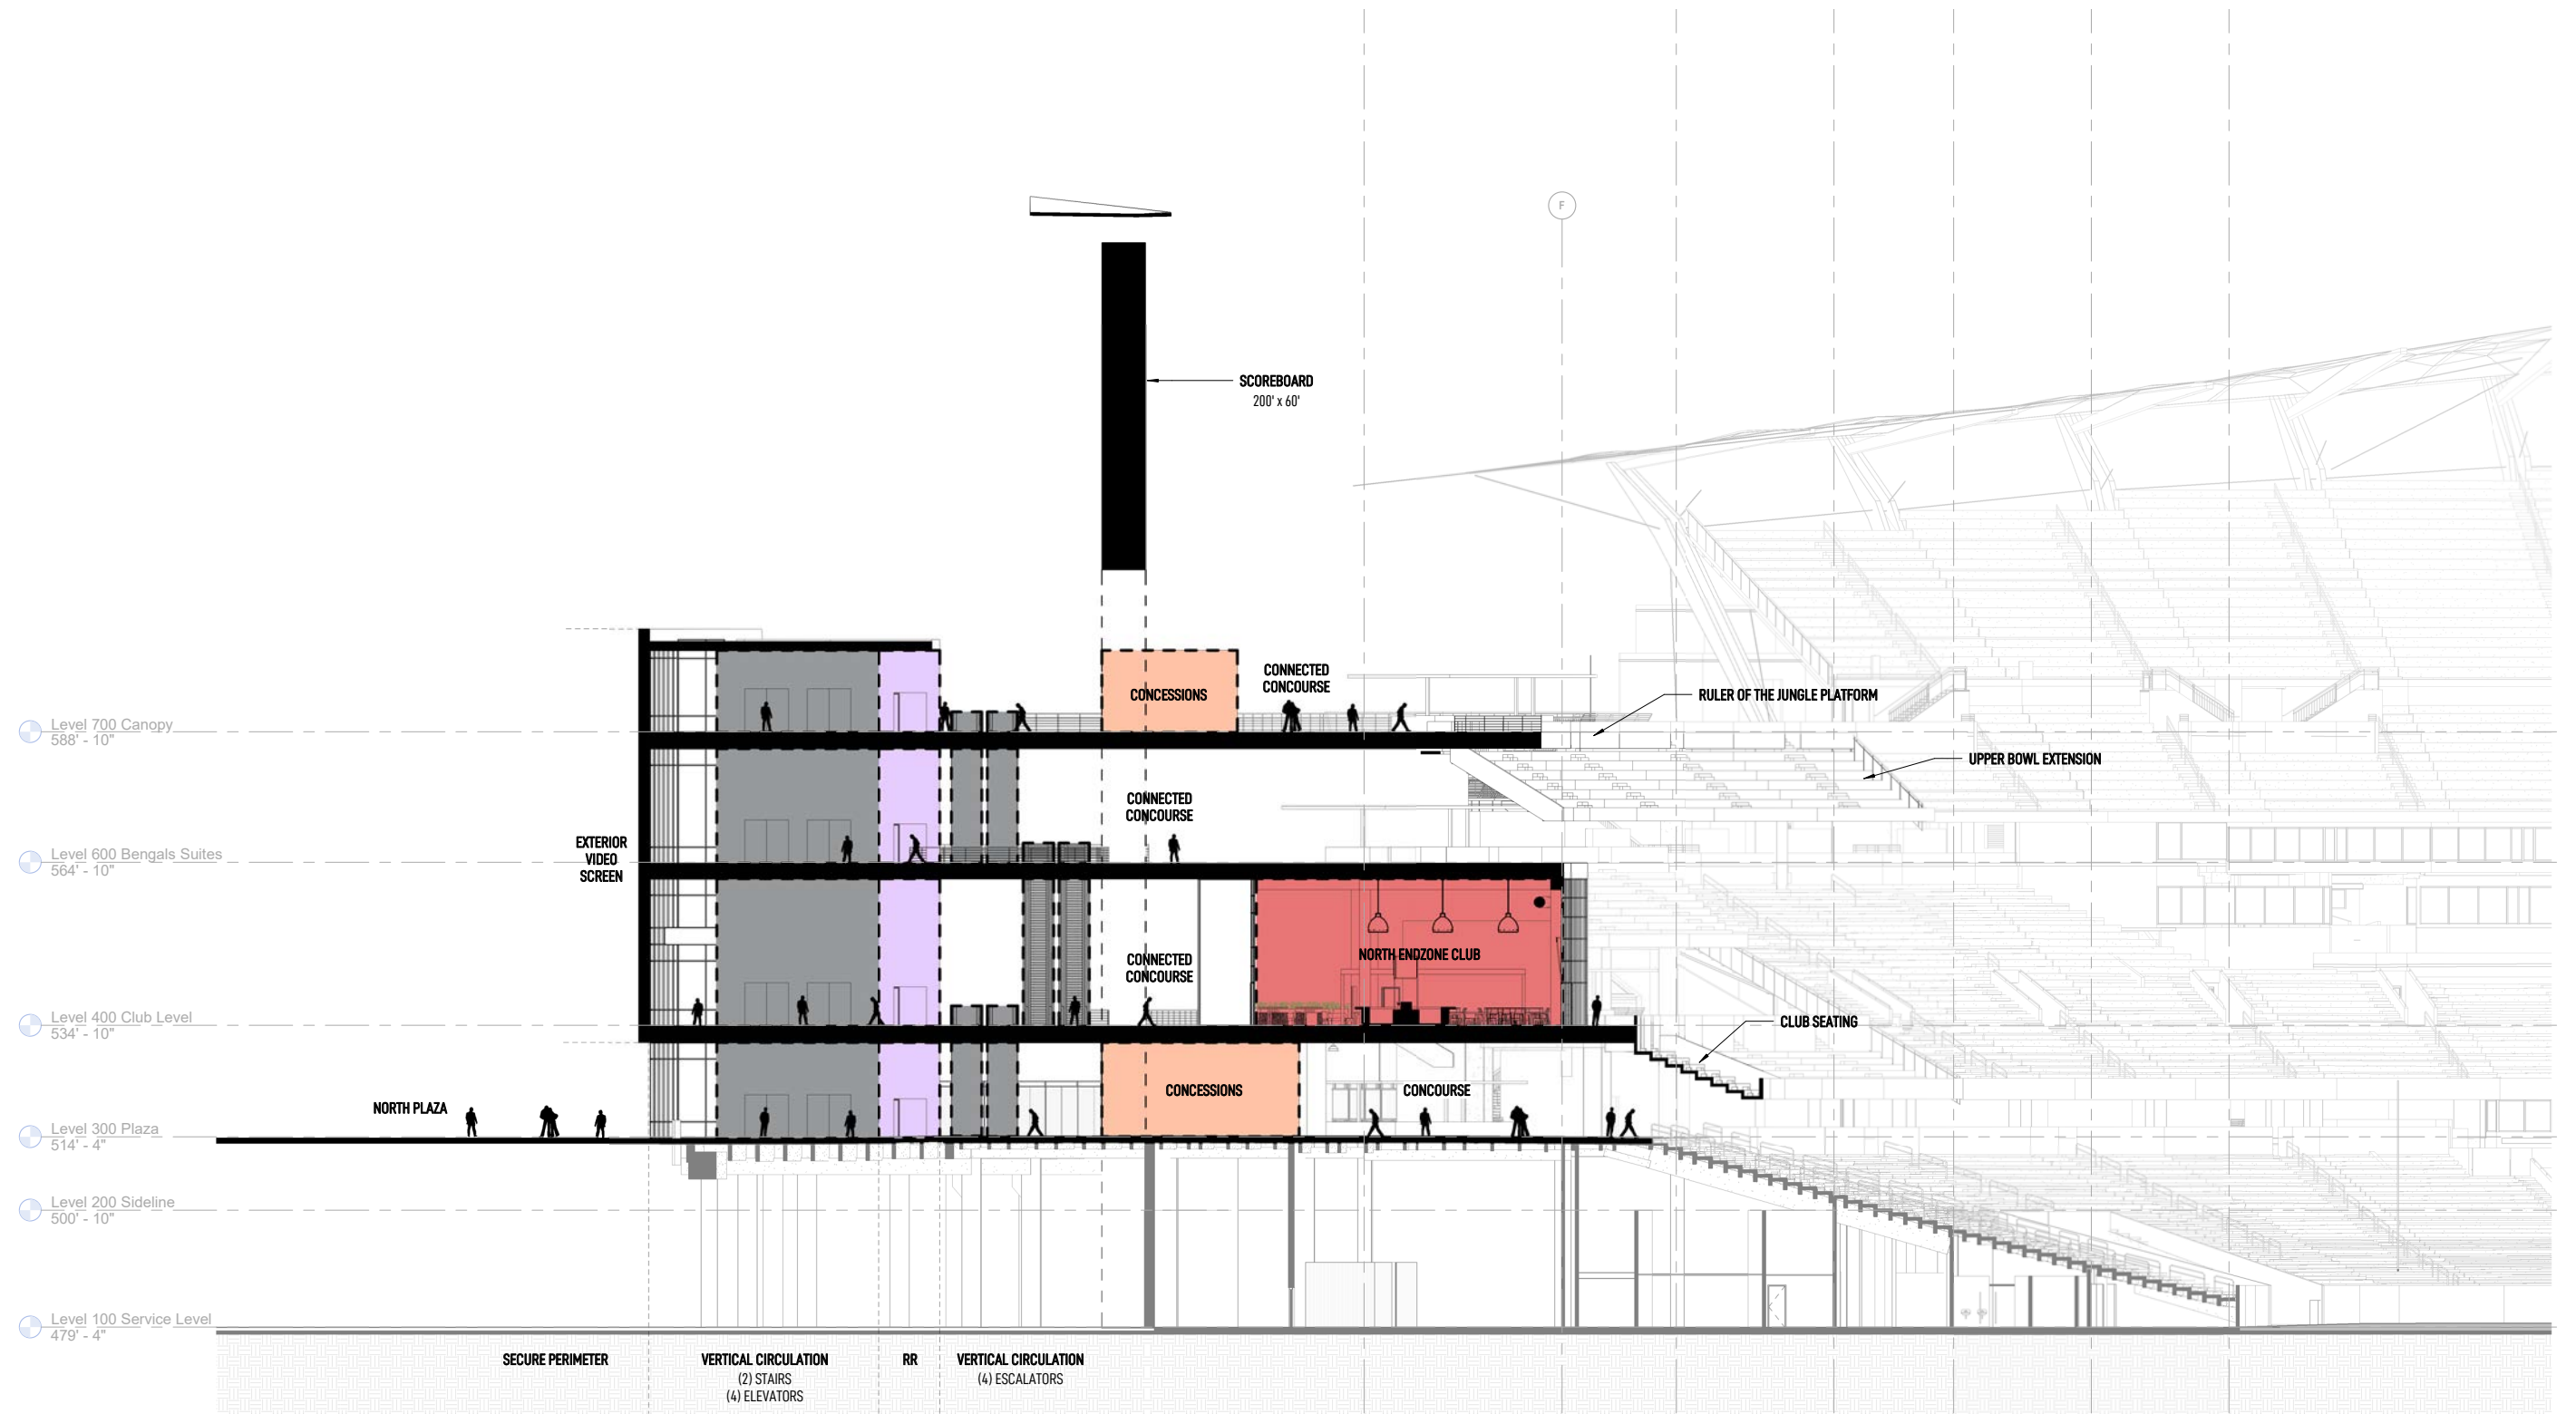 F
SCOREBOARD
200' x 60'
CONCESSIONS
CONNECTED
CONCOURSE
RULER OF THE JUNGLE PLATFORM
Level 700 Canopy
588' - 10"
UPPER BOWL EXTENSION
CONNECTED
CONCOURSE
EXTERIOR
VIDEO
SCREEN
Level 600 Bengals Suites
564' - 10"
NORTH ENDZONE CLUB
CONNECTED
CONCOURSE
Level 400 Club Level
534' - 10"
CLUB SEATING
CONCESSIONS
CONCOURSE
NORTH PLAZA
Level 300 Plaza
514' - 4"
Level 200 Sideline
500' - 10"
Level 100 Service Level
479' - 4"
SECURE PERIMETER
VERTICAL CIRCULATION
(2) STAIRS
(4) ELEVATORS
RR
VERTICAL CIRCULATION
(4) ESCALATORS